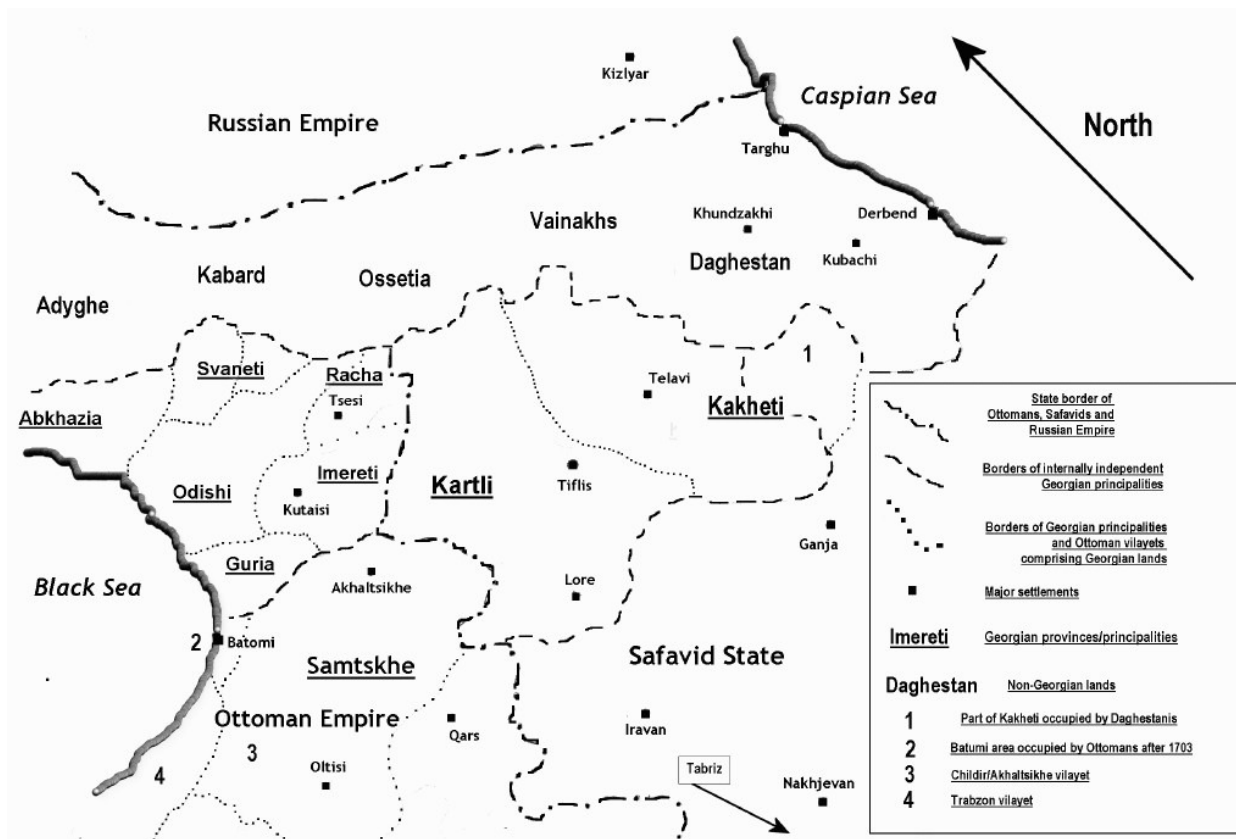 Kizlyar
Caspian Sea
Russian Empire
North
Targhu
Vainakhs
Khundzakhi
Derbend
Daghestan
Kubachi
Kabard
Ossetia
Adyghe
Svaneti
Racha
1
Telavi
Tsesi
Kakheti
Abkhazia
Imereti
Kartli
Tiflis
Odishi
Kutaisi
Ganja
Guria
Akhaltsikhe
Lore
Black Sea
2
Batomi
Samtskhe
Safavid State
Ottoman Empire
Qars
Iravan
3
4
Oltisi
Tabriz
Nakhjevan
State border of
Ottomans, Safavids and
Russian Empire
Borders of internally independent
Georgian principalities
Borders of Georgian principalities
and Ottoman vilayets
comprising Georgian lands
Major settlements
Imereti Georgian provinces/principalities
Daghestan Non-Georgian lands
1 Part of Kakheti occupied by Daghestanis
2 Batumi area occupied by Ottomans after 1703
3 Childir/Akhaltsikhe vilayet
4 Trabzon vilayet